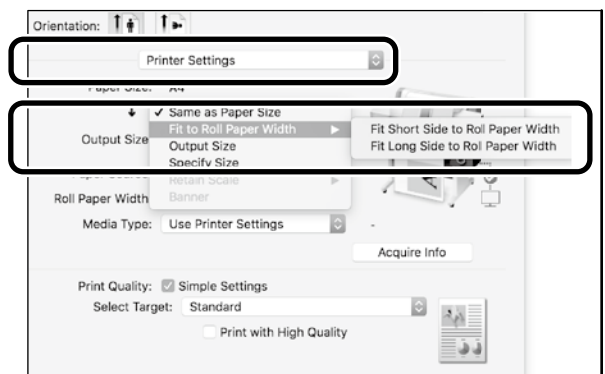 Orientation:
Printer Settings
Paper Size: A4
Same as Paper Size
Fit to Roll Paper Width
Fit Short Side to Roll Paper Width
Output Size
Output Size
Fit Long Side to Rol Paper Width
Specify Size
Retain Scale
Roll Paper Width
Banner
Media Type: Use Printer Settings -
Acquire Info
Print Quality: Simple Settings
Select Target: Standard
Print with High Quality